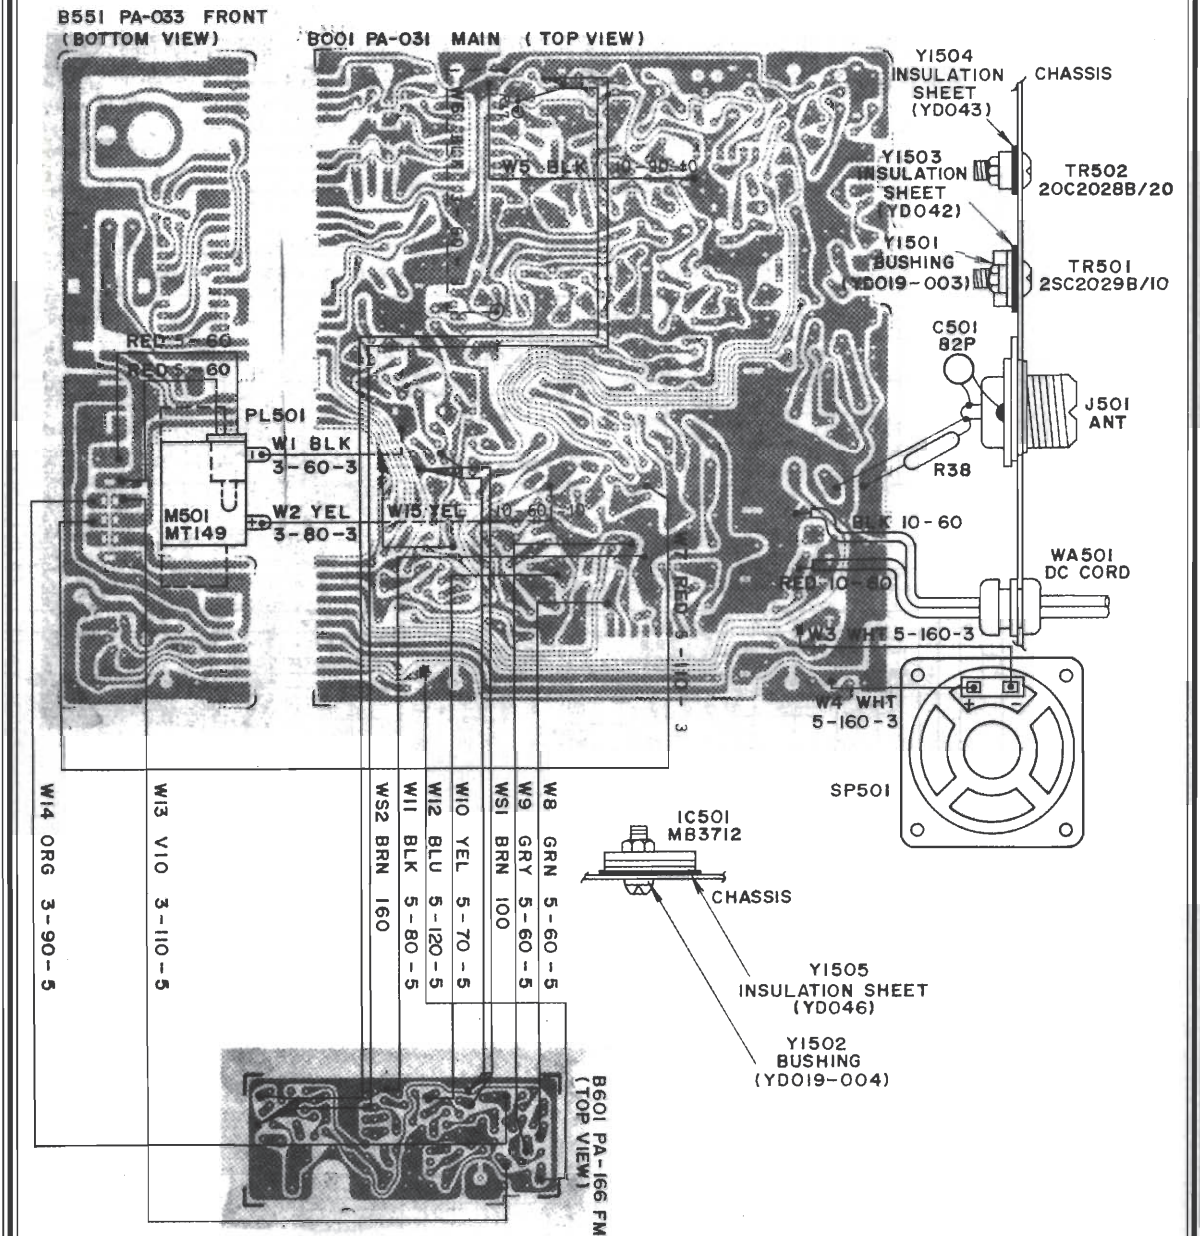 B551 PA-033 FRONT
(BOTTOM VIEW)
B001 PA-031 MAIN (TOP VIEW)
Y1504
INSULATION
SHEET
(YD043)
CHASSIS
TR502
20C2028B/20
Y1503
INSULATION
SHEET
(YD042)
Y1501
BUSHING
(YD019-003)
TR501
2SC2029B/10
C501
82P
J501
ANT
R38
W5 BLK 10-90-10
RED 5-60
RED 5-60
PL501
W1 BLK
3-60-3
W2 YEL
3-80-3
M501
MT149
W15 YEL 10-60-10
W7 RED 5-110-3
BLK 10-60
RED 10-60
WA501
DC CORD
W3 WHT 5-160-3
W4 WHT
5-160-3
+ -
SP501
W14 ORG 3-90-5
W13 VIO 3-110-5
WS2 BRN 160
W11 BLK 5-80-5
W12 BLU 5-120-5
W10 YEL 5-70-5
WS1 BRN 100
W9 GRY 5-60-5
W8 GRN 5-60-5
IC501
MB3712
CHASSIS
Y1505
INSULATION SHEET
(YD046)
Y1502
BUSHING
(YD019-004)
B601 PA-166 FM
(TOP VIEW)